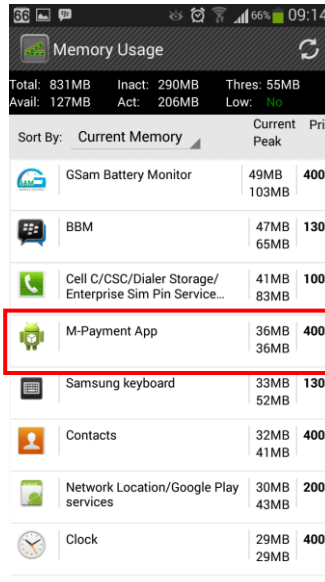 66 66% 09:14
Memory Usage
Total: 831MB Inact: 290MB Thres: 55MB
Avail: 127MB Act: 206MB Low: No
Sort By: Current Memory Current Pri
Peak
GSam Battery Monitor 49MB 400
103MB
BBM 47MB 130
65MB
Cell C/CSC/Dialer Storage/ 41MB 100
Enterprise Sim Pin Service... 83MB
M-Payment App 36MB 400
36MB
Samsung keyboard 33MB 130
52MB
Contacts 32MB 400
41MB
Network Location/Google Play 30MB 200
services 43MB
Clock 29MB 400
29MB